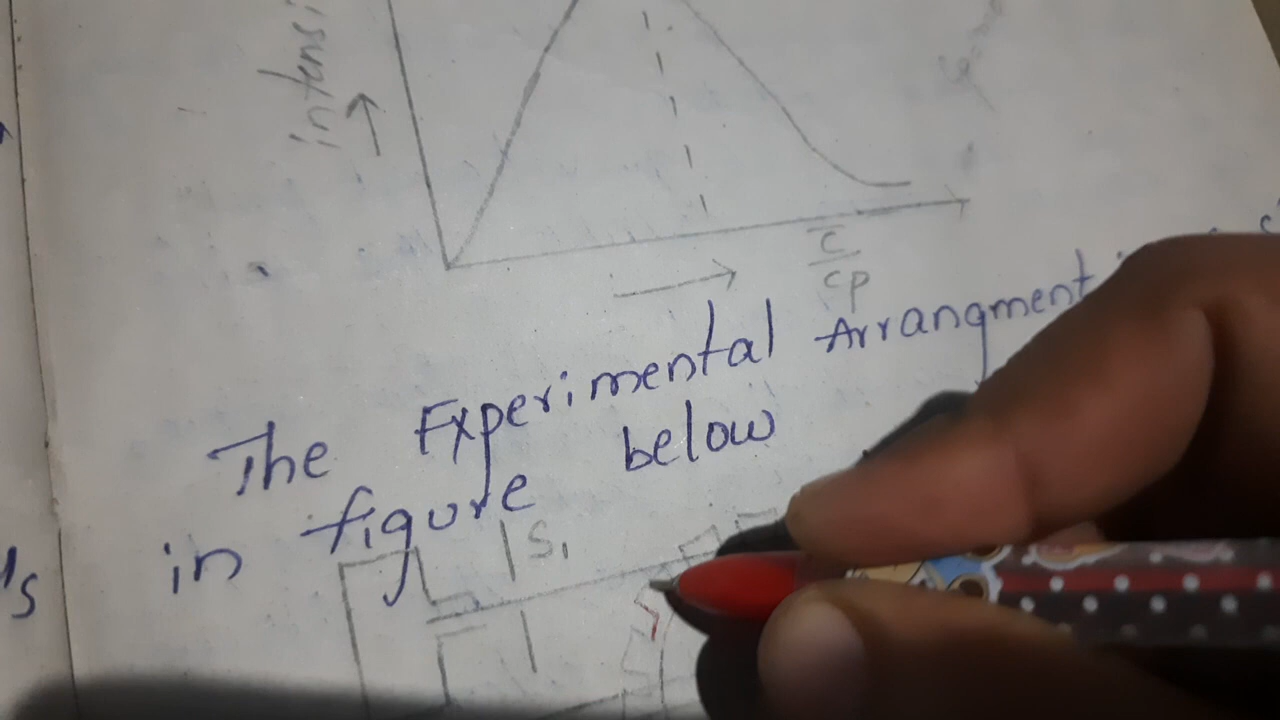 intensi
c̅
cp
The Experimental Arrangment
in figure below
S₁
's